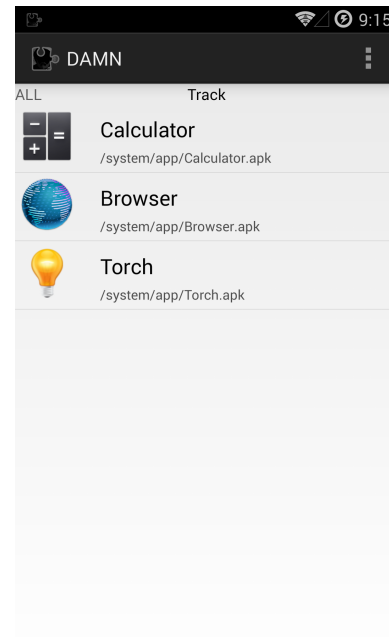 9:15
DAMN
ALL Track
Calculator
/system/app/Calculator.apk
Browser
/system/app/Browser.apk
Torch
/system/app/Torch.apk